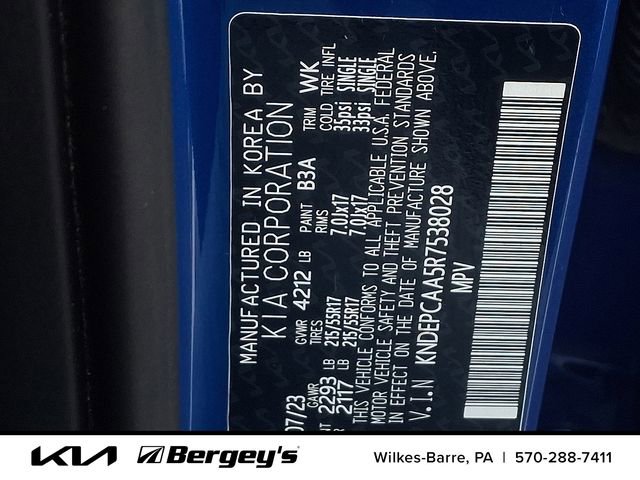 MANUFACTURED IN KOREA BY
KIA CORPORATION
07/23 GVWR 4212 LB PAINT B3A TRIM WK
GAWR TIRES RIMS COLD TIRE INFL
2293 LB 215/55R17 7.0Jx17 33psi SINGLE
2117 LB 215/55R17 7.0Jx17 33psi SINGLE
THIS VEHICLE CONFORMS TO ALL APPLICABLE U.S.A. FEDERAL
MOTOR VEHICLE SAFETY AND THEFT PREVENTION STANDARDS
IN EFFECT ON THE DATE OF MANUFACTURE SHOWN ABOVE.
V.I.N KNDEPCAA5R7538028
MPV
KIA Bergey's Wilkes-Barre, PA | 570-288-7411